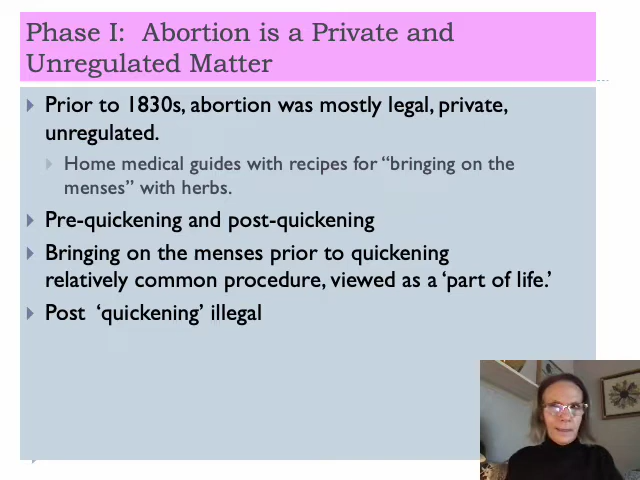 Phase I: Abortion is a Private and
Unregulated Matter
Prior to 1830s, abortion was mostly legal, private,
unregulated.
Home medical guides with recipes for “bringing on the
menses” with herbs.
Pre-quickening and post-quickening
Bringing on the menses prior to quickening
relatively common procedure, viewed as a ‘part of life.’
Post ‘quickening’ illegal